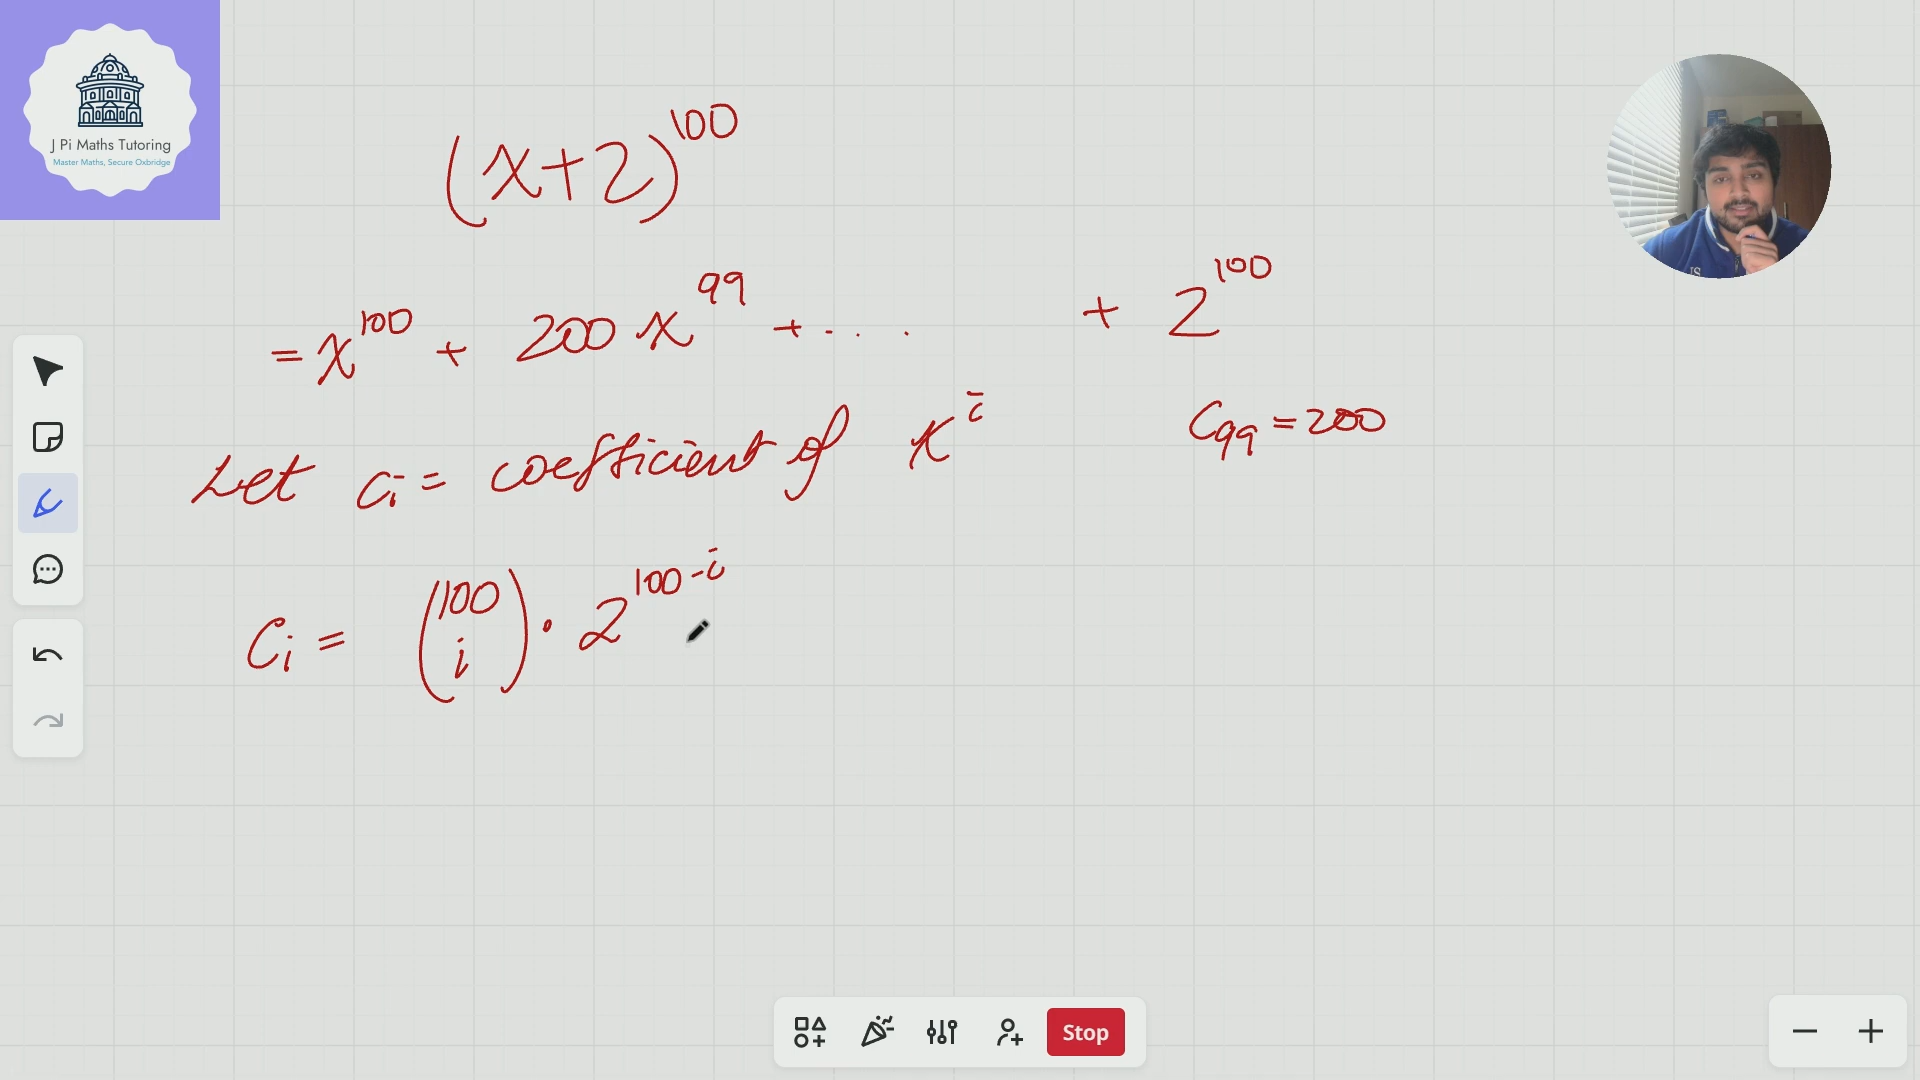 J Pi Maths Tutoring
Master Maths, Secure Oxbridge
(x+2)^100
= x^100 + 200 x^99 + .... + 2^100
Let c_i = coefficient of x^i
C_99 = 200
C_i = (100 i) · 2^100-i
Stop